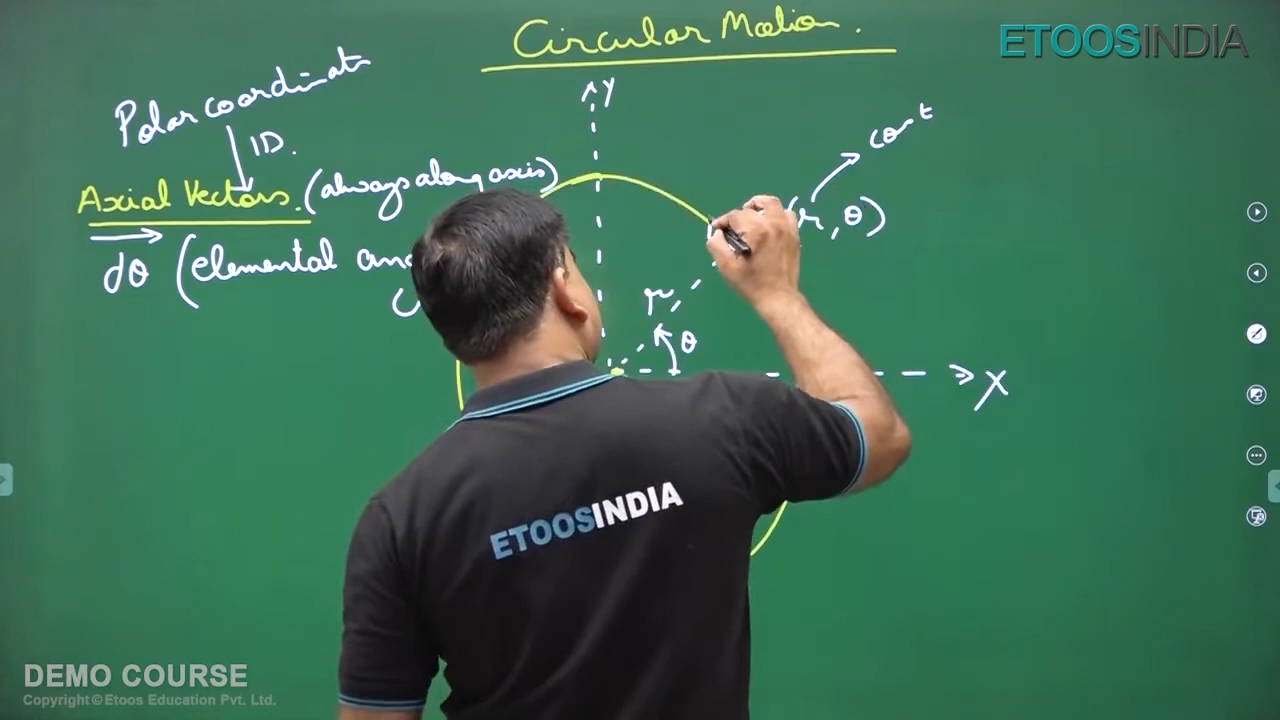 Circular Motion.
ETOOSINDIA
Polar coordinate
1D.
Y
const
Axial Vectors. (always along axis)
(r, θ)
dθ (elemental
r
θ
X
ETOOSINDIA
DEMO COURSE
Copyright©Etoos Education Pvt. Ltd.